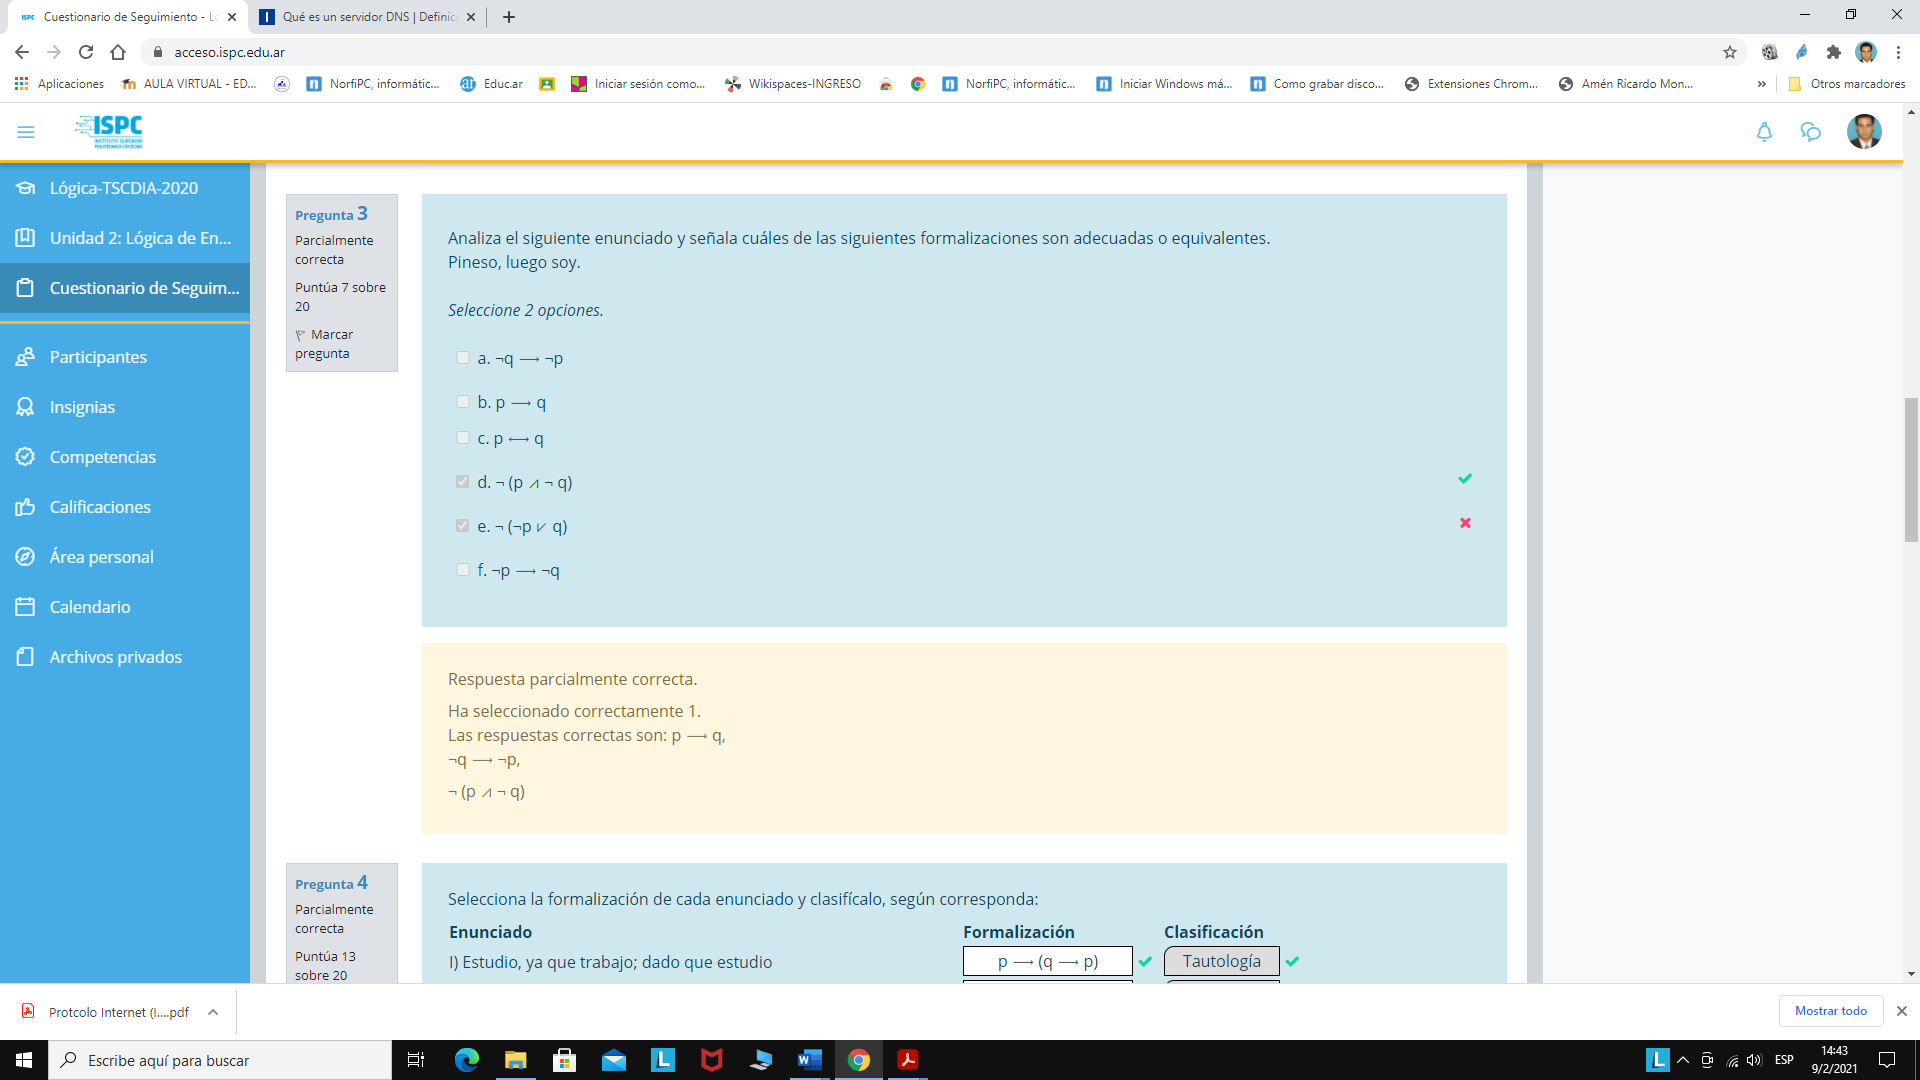 Cuestionario de Seguimiento - Lo
Qué es un servidor DNS | Definic
acceso.ispc.edu.ar
Aplicaciones
AULA VIRTUAL - ED...
NorfiPC, informátic...
Educ.ar
Iniciar sesión como...
Wikispaces-INGRESO
NorfiPC, informátic...
Iniciar Windows má...
Como grabar disco...
Extensiones Chrom...
Amén Ricardo Mon...
»
Otros marcadores
ISPC
INSTITUTO SUPERIOR
POLITÉCNICO CÓRDOBA
Lógica-TSCDIA-2020
Unidad 2: Lógica de En...
Cuestionario de Seguim...
Participantes
Insignias
Competencias
Calificaciones
Área personal
Calendario
Archivos privados
Pregunta 3
Parcialmente
correcta
Puntúa 7 sobre
20
Marcar
pregunta
Analiza el siguiente enunciado y señala cuáles de las siguientes formalizaciones son adecuadas o equivalentes.
Pineso, luego soy.
Seleccione 2 opciones.
a. ¬q ⟶ ¬p
b. p ⟶ q
c. p ⟷ q
d. ¬ (p ∧ ¬ q)
e. ¬ (¬p ∨ q)
f. ¬p ⟶ ¬q
Respuesta parcialmente correcta.
Ha seleccionado correctamente 1.
Las respuestas correctas son: p ⟶ q,
¬q ⟶ ¬p,
¬ (p ∧ ¬ q)
Pregunta 4
Parcialmente
correcta
Puntúa 13
sobre 20
Selecciona la formalización de cada enunciado y clasifícalo, según corresponda:
Enunciado Formalización Clasificación
I) Estudio, ya que trabajo; dado que estudio p ⟶ (q ⟶ p) Tautología
Protcolo Internet (I....pdf
Mostrar todo
Escribe aquí para buscar
ESP
14:43
9/2/2021